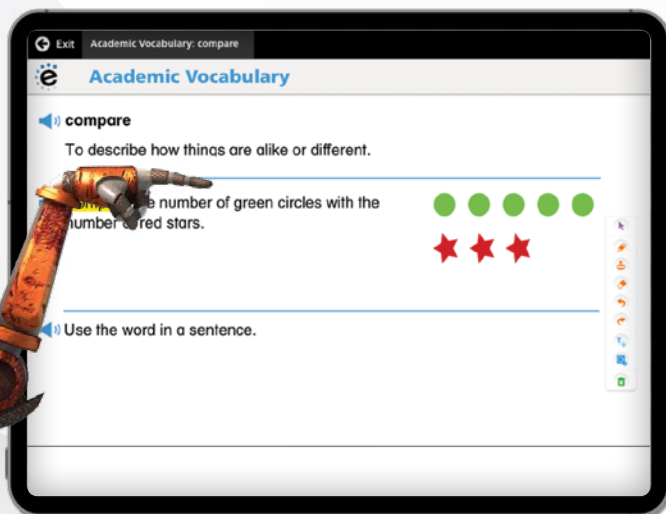 Exit Academic Vocabulary: compare
ë Academic Vocabulary
compare
To describe how things are alike or different.
number of green circles with the
number red stars.
Use the word in a sentence.